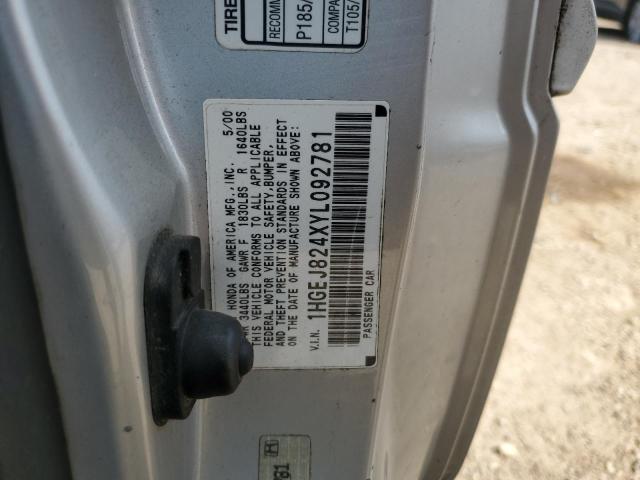 TIRE
RECOMM
P185/
COMPA
T105/
HONDA OF AMERICA MFG.,INC. 5/00
3440LBS GAWR F 1830LBS R 1640LBS
THIS VEHICLE CONFORMS TO ALL APPLICABLE
FEDERAL MOTOR VEHICLE SAFETY,BUMPER,
AND THEFT PREVENTION STANDARDS IN EFFECT
ON THE DATE OF MANUFACTURE SHOWN ABOVE:
V.I.N. 1HGEJ824XYL092781
PASSENGER CAR